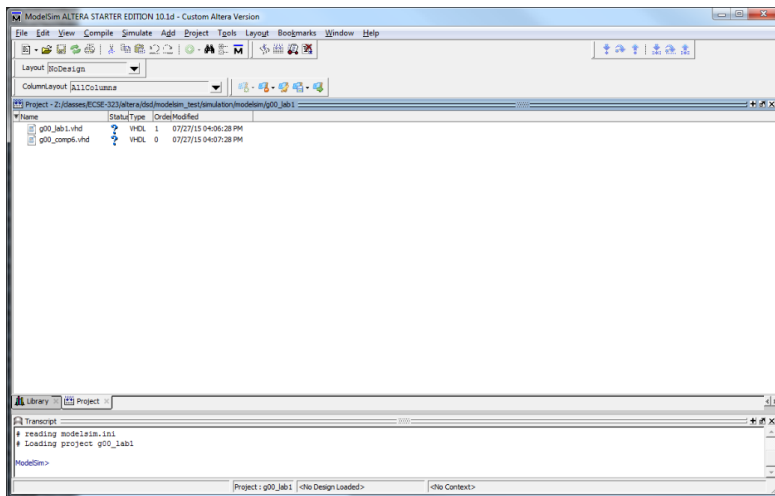 ModelSim ALTERA STARTER EDITION 10.1d - Custom Altera Version
File Edit View Compile Simulate Add Project Tools Layout Bookmarks Window Help
Layout NoDesign
ColumnLayout AllColumns
Project - Z:/classes/ECSE-323/altera/dsd/modelsim_test/simulation/modelsim/g00_lab1
Name Statu Type Orde Modified
g00_lab1.vhd ? VHDL 1 07/27/15 04:06:28 PM
g00_comp6.vhd ? VHDL 0 07/27/15 04:07:28 PM
Library Project
Transcript
# reading modelsim.ini
# Loading project g00_lab1
ModelSim>
Project : g00_lab1 <No Design Loaded> <No Context>